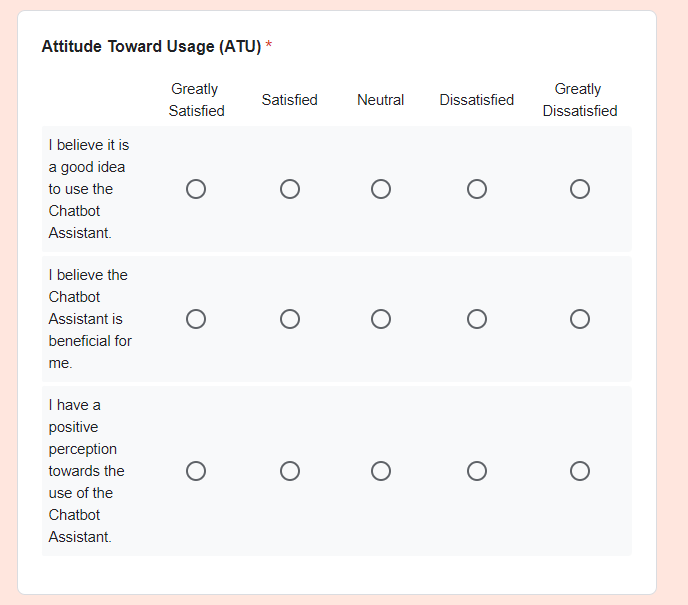 Attitude Toward Usage (ATU) *
Greatly
Satisfied
Satisfied
Neutral
Dissatisfied
Greatly
Dissatisfied
I believe it is
a good idea
to use the
Chatbot
Assistant.
I believe the
Chatbot
Assistant is
beneficial for
me.
I have a
positive
perception
towards the
use of the
Chatbot
Assistant.